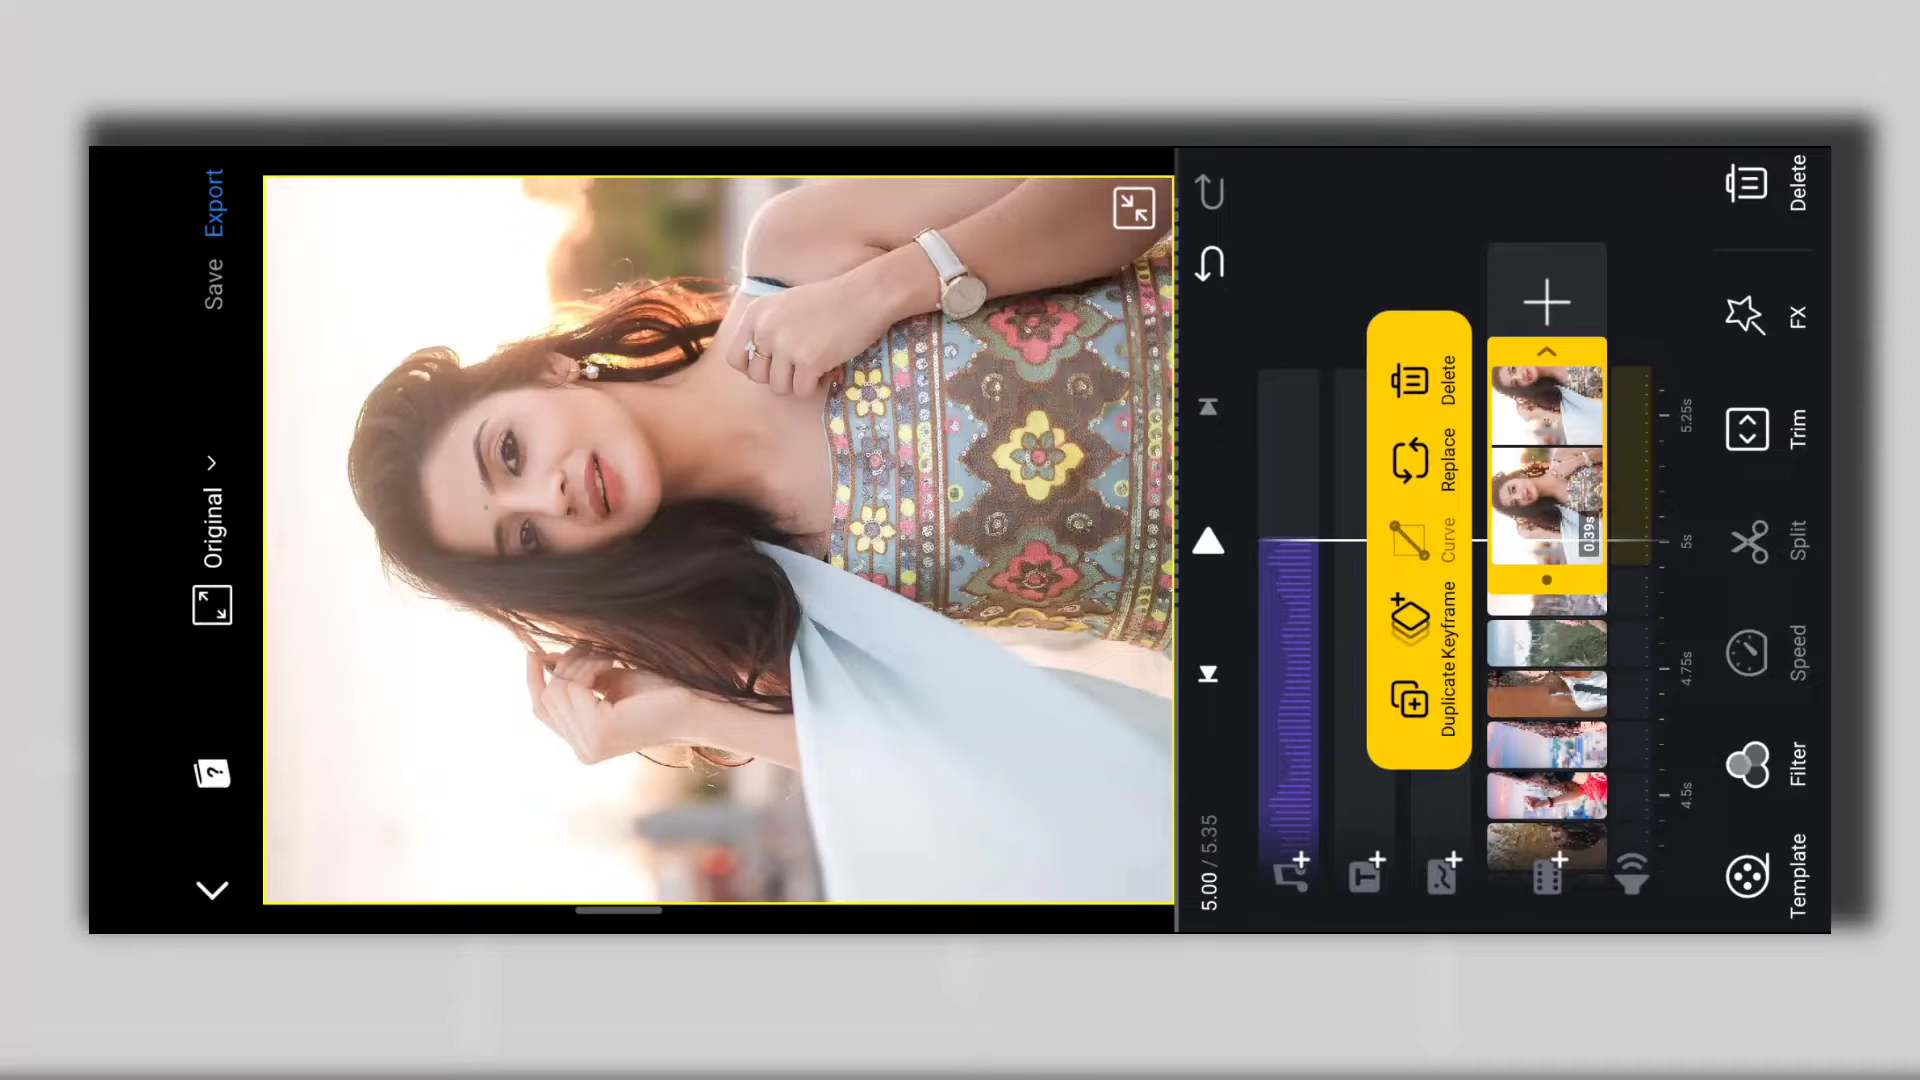 Original
Save
Export
5.00 / 5.35
Duplicate
Keyframe
Curve
Replace
Delete
0.39s
4.5s
4.75s
5s
5.25s
Template
Filter
Speed
Split
Trim
FX
Delete